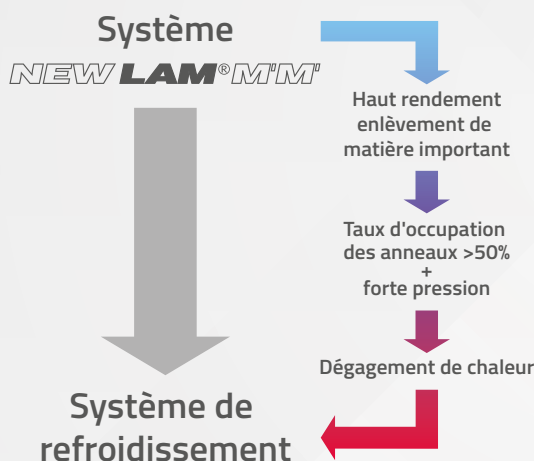 Système
NEW LAM® M'M'
Haut rendement
enlèvement de
matière important
Taux d'occupation
des anneaux >50%
+
forte pression
Dégagement de chaleur
Système de
refroidissement